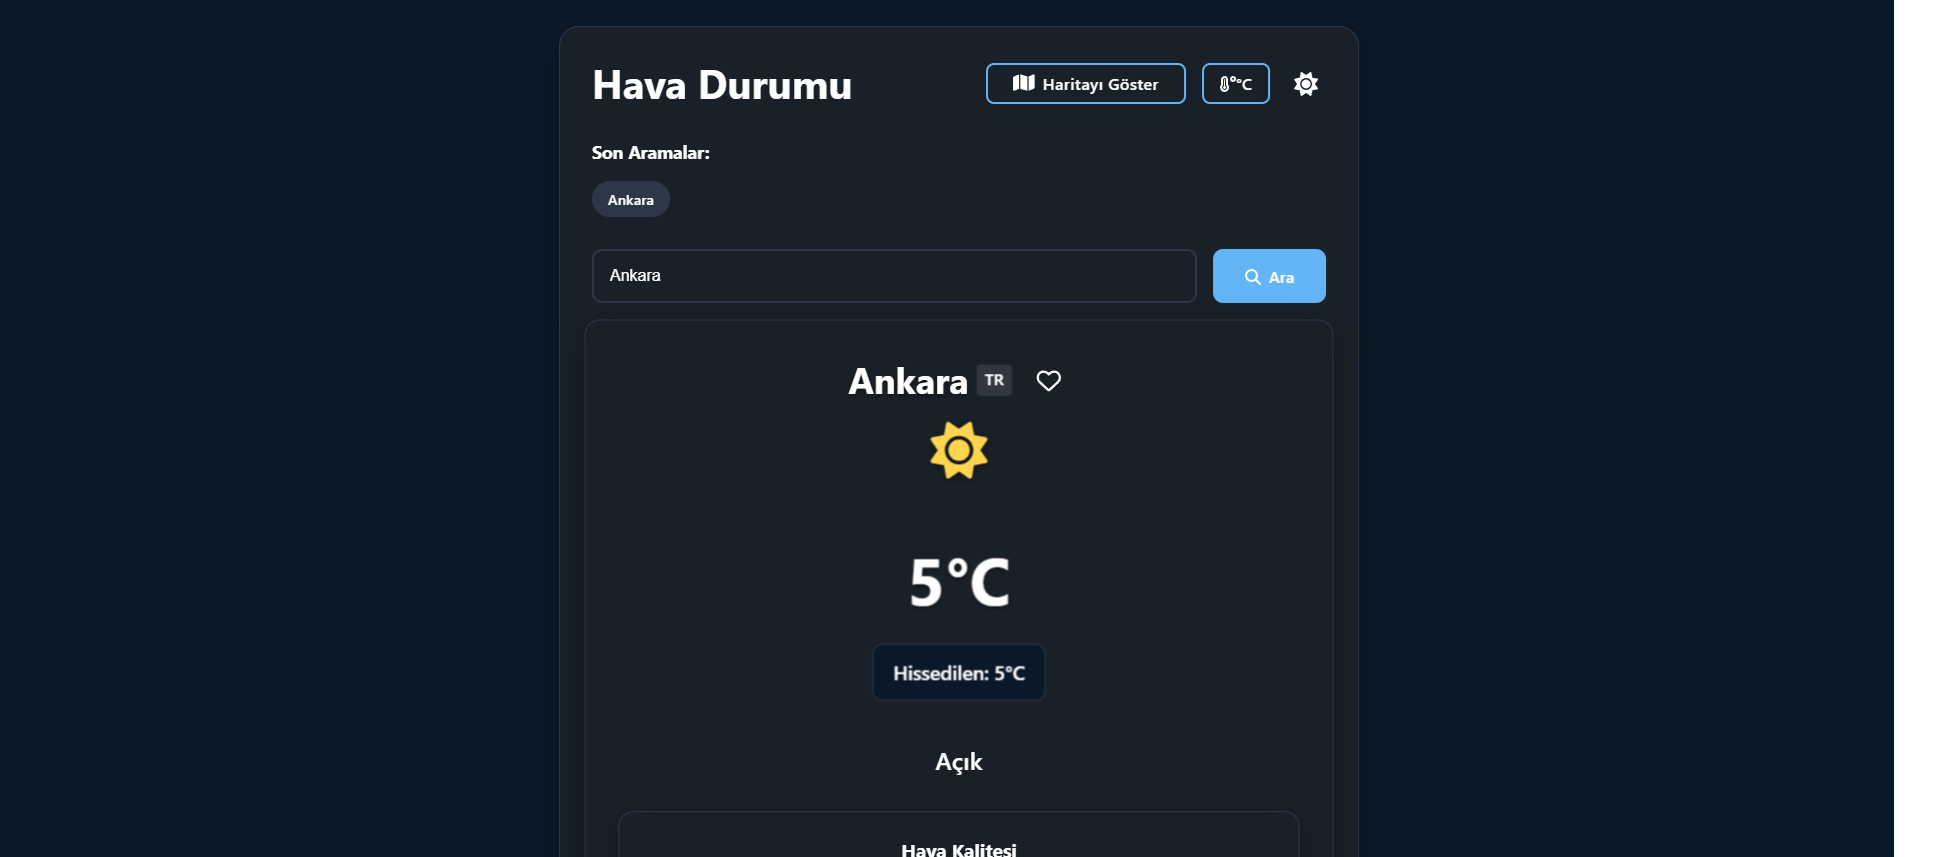 Hava Durumu
Haritayı Göster
°C
Son Aramalar:
Ankara
Ankara
Ara
Ankara TR
5°C
Hissedilen: 5°C
Açık
Hava Kalitesi